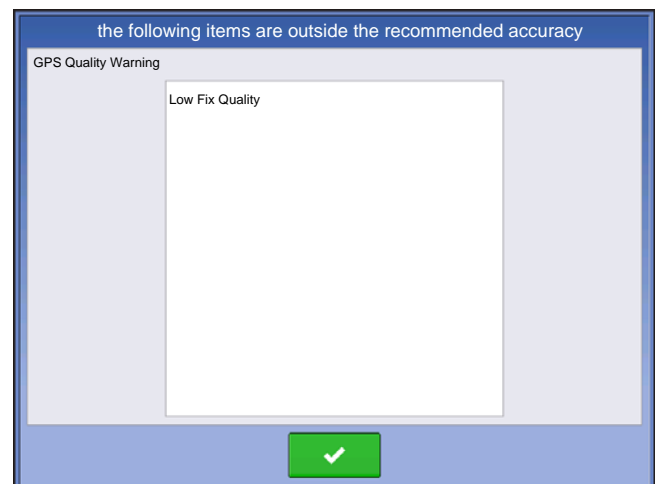 the following items are outside the recommended accuracy
GPS Quality Warning
Low Fix Quality